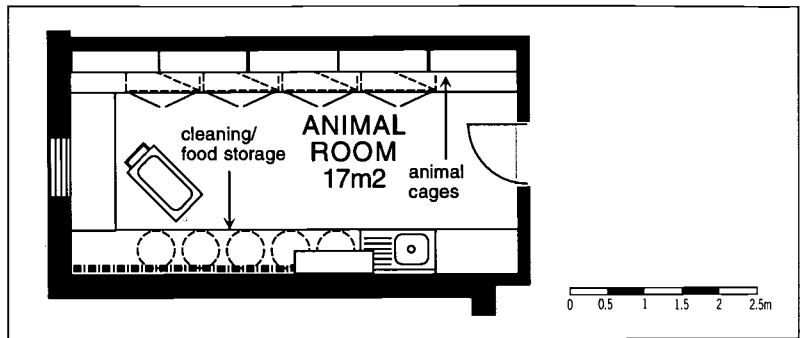 cleaning/
food storage
ANIMAL
ROOM
17m2
animal
cages
0 0.5 1 1.5 2 2.5m